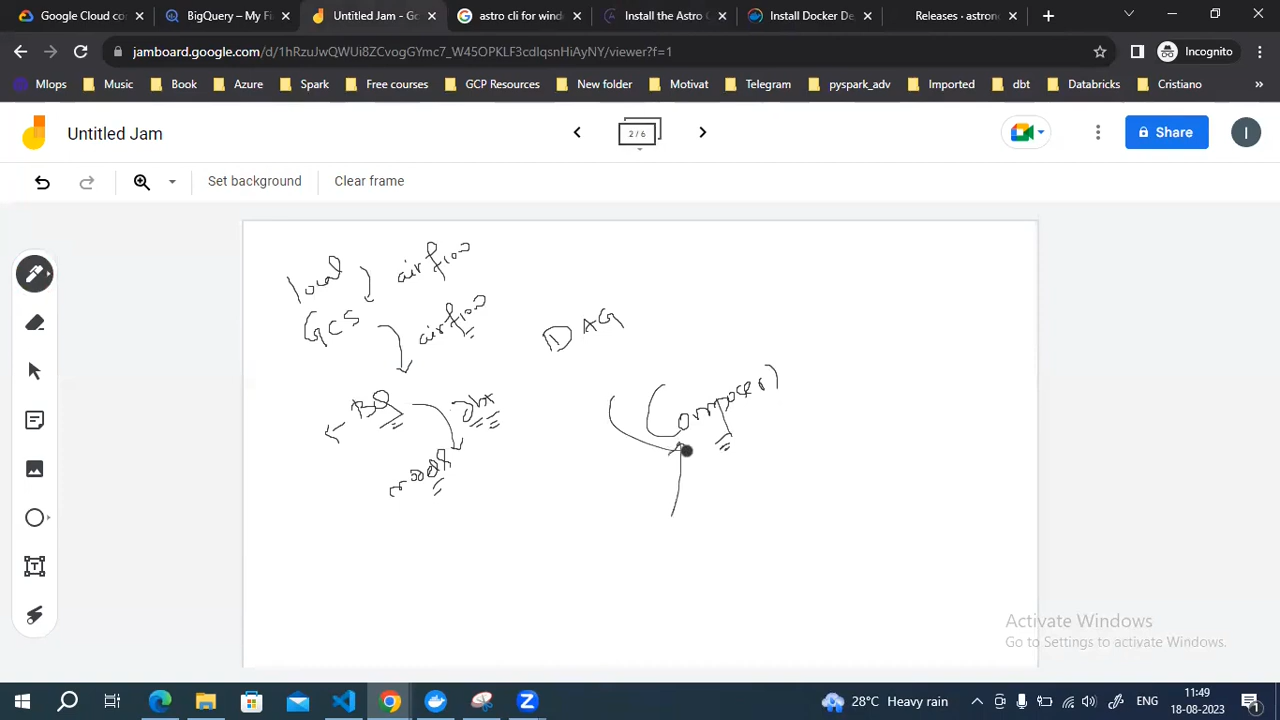 Google Cloud co
BigQuery – My Fi
Untitled Jam - Go
astro cli for wind
Install the Astro C
Install Docker De
Releases · astron
jamboard.google.com/d/1hRzuJwQWUi8ZCvogGYmc7_W45OPKLF3cdlqsnHiAyNY/viewer?f=1
Incognito
Mlops
Music
Book
Azure
Spark
Free courses
GCP Resources
New folder
Motivat
Telegram
pyspark_adv
Imported
dbt
Databricks
Cristiano
»
Untitled Jam
2 / 6
Share
I
Set background
Clear frame
local
airflow
GCS
airflow
DAG
BQ
dbt
Composer)
Activate Windows
Go to Settings to activate Windows.
28°C Heavy rain
ENG
11:49
18-08-2023
1